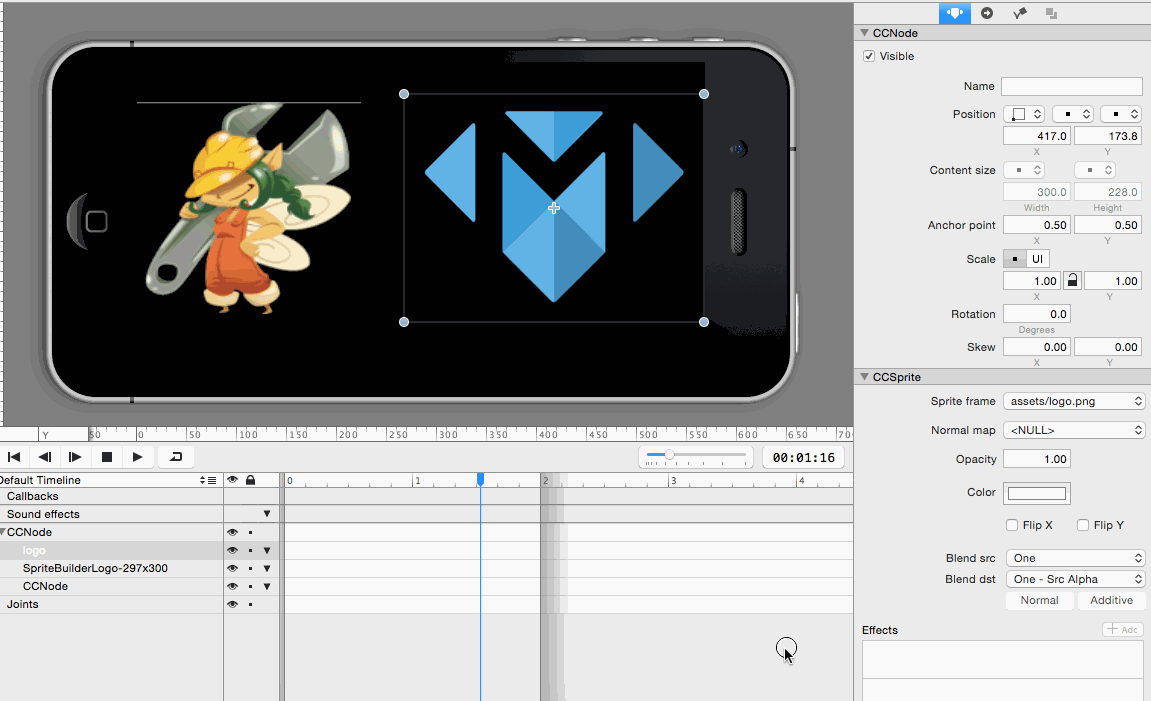 CCNode
Visible
Name
Position
417.0 173.8
X Y
Content size
300.0 228.0
Width Height
Anchor point 0.50 0.50
X Y
Scale UI
1.00 1.00
X Y
Rotation 0.0
Degrees
Skew 0.00 0.00
X Y
CCSprite
Sprite frame assets/logo.png
Normal map <NULL>
Opacity 1.00
Color
Flip X Flip Y
Blend src One
Blend dst One - Src Alpha
Normal Additive
Effects
Add
Y 50 0 50 100 150 200 250 300 350 400 450 500 550 600 650 70
00:01:16
Default Timeline
0 1 2 3 4
Callbacks
Sound effects
CCNode
logo
SpriteBuilderLogo-297x300
CCNode
Joints